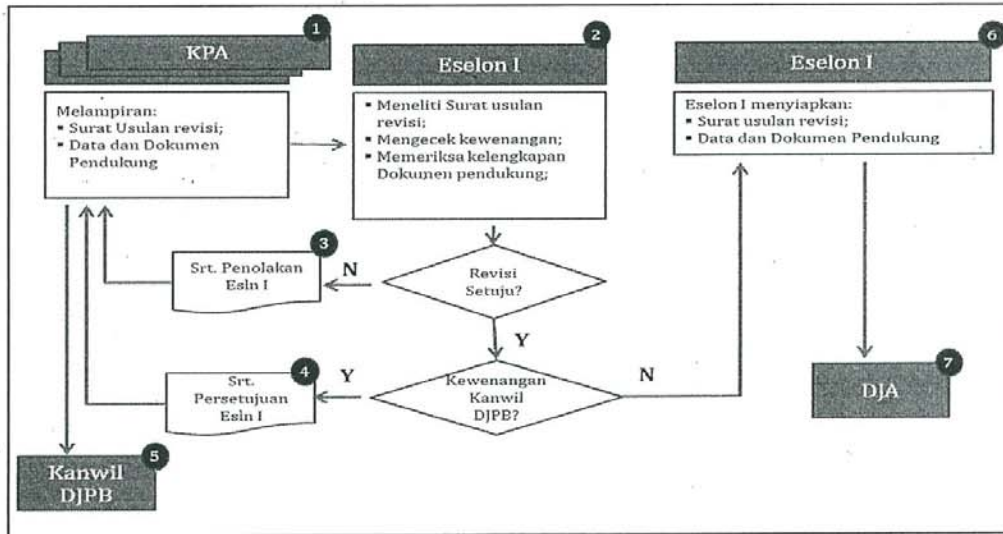 1
KPA
Melampiran:
▪ Surat Usulan revisi;
▪ Data dan Dokumen
Pendukung
2
Eselon I
▪ Meneliti Surat usulan
revisi;
▪ Mengecek kewenangan;
▪ Memeriksa kelengkapan
Dokumen pendukung;
6
Eselon I
Eselon I menyiapkan:
▪ Surat usulan revisi;
▪ Data dan Dokumen Pendukung
3
Srt. Penolakan
Esln I
N
Revisi
Setuju?
Y
4
Srt.
Persetujuan
Esln I
Y
Kewenangan
Kanwil
DJPB?
N
7
DJA
5
Kanwil
DJPB